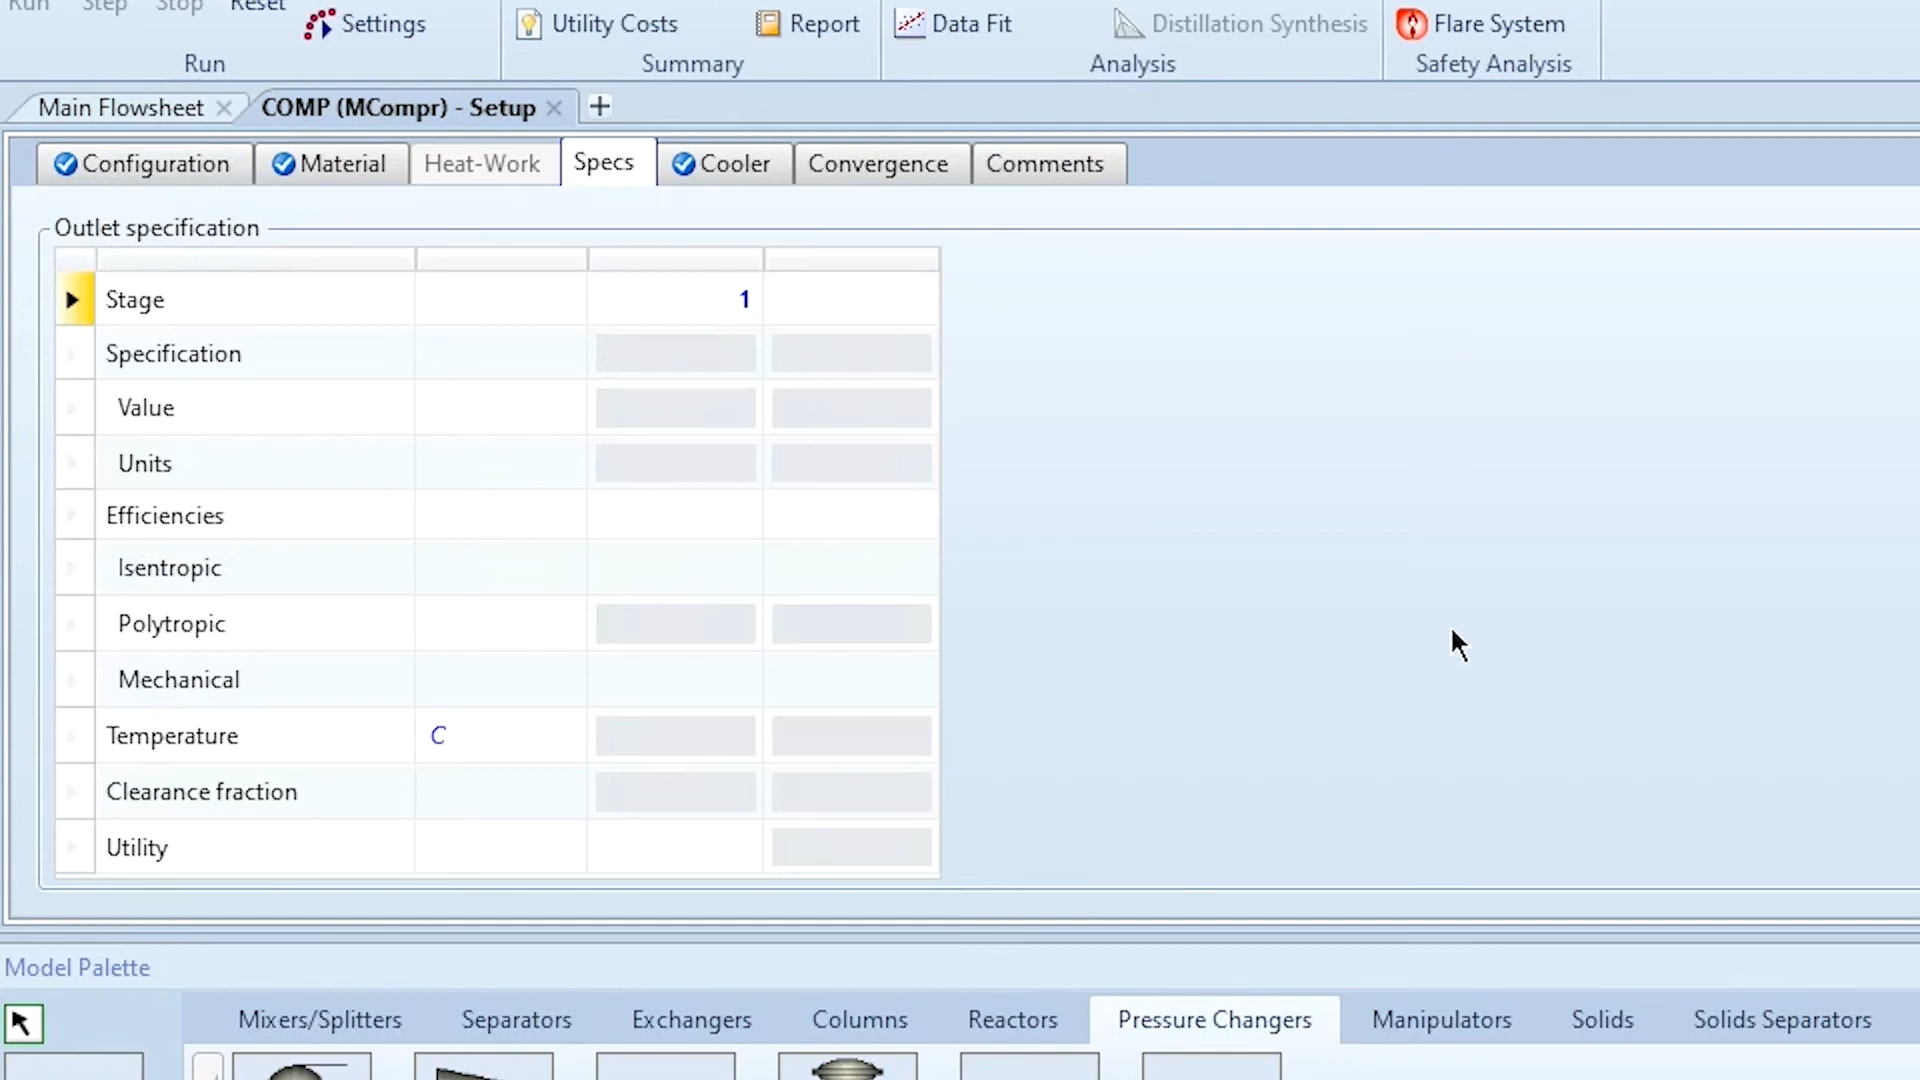 Run Step Stop Reset
Settings Utility Costs Report Data Fit Distillation Synthesis Flare System
Run Summary Analysis Safety Analysis
Main Flowsheet COMP (MCompr) - Setup
Configuration Material Heat-Work Specs Cooler Convergence Comments
Outlet specification
Stage 1
Specification
Value
Units
Efficiencies
Isentropic
Polytropic
Mechanical
Temperature C
Clearance fraction
Utility
Model Palette
Mixers/Splitters Separators Exchangers Columns Reactors Pressure Changers Manipulators Solids Solids Separators